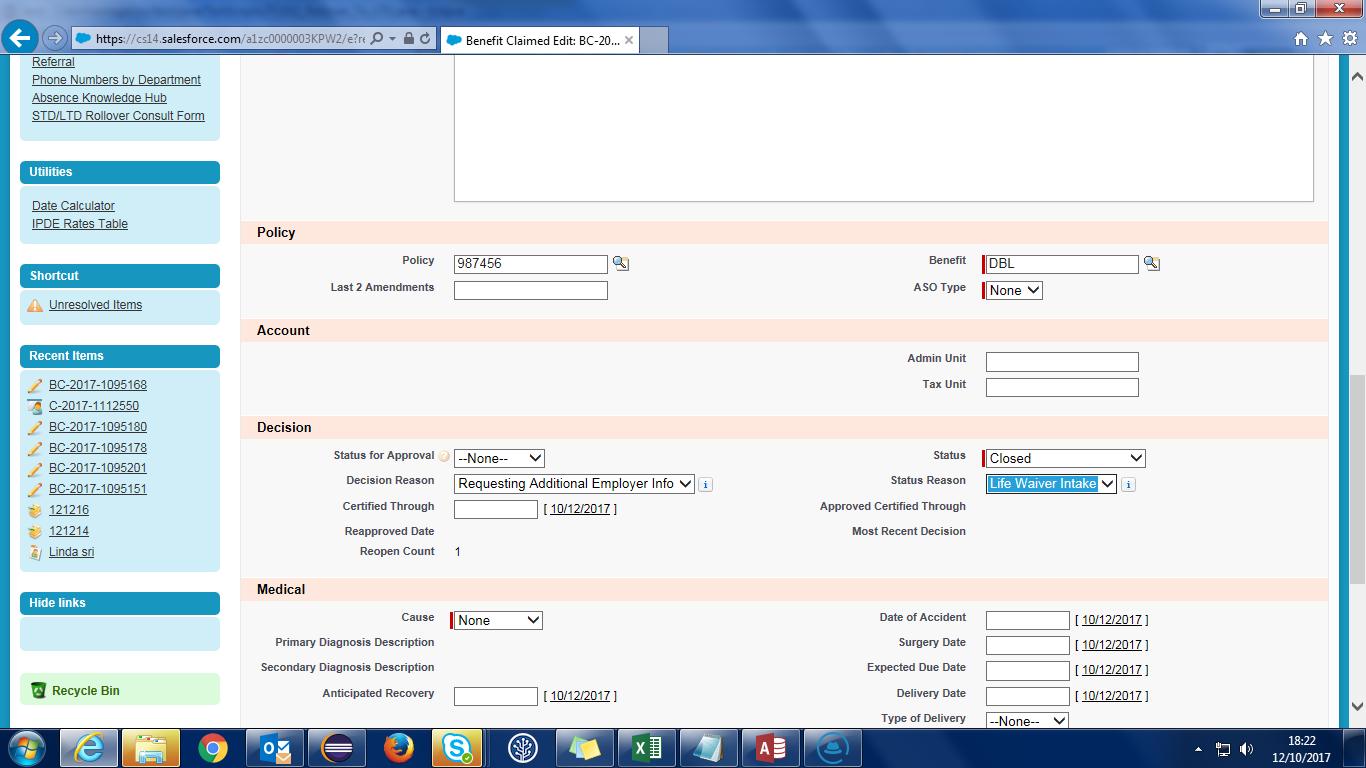 https://cs14.salesforce.com/a1zc0000003KPW2/e?re
Benefit Claimed Edit: BC-20...
Referral
Phone Numbers by Department
Absence Knowledge Hub
STD/LTD Rollover Consult Form
Utilities
Date Calculator
IPDE Rates Table
Shortcut
Unresolved Items
Recent Items
BC-2017-1095168
C-2017-1112550
BC-2017-1095180
BC-2017-1095178
BC-2017-1095201
BC-2017-1095151
121216
121214
Linda sri
Hide links
Recycle Bin
Policy
Policy 987456 Benefit DBL
Last 2 Amendments ASO Type None
Account
Admin Unit
Tax Unit
Decision
Status for Approval --None-- Status Closed
Decision Reason Requesting Additional Employer Info Status Reason Life Waiver Intake
Certified Through [ 10/12/2017 ] Approved Certified Through
Reapproved Date Most Recent Decision
Reopen Count 1
Medical
Cause None Date of Accident [ 10/12/2017 ]
Primary Diagnosis Description Surgery Date [ 10/12/2017 ]
Secondary Diagnosis Description Expected Due Date [ 10/12/2017 ]
Anticipated Recovery [ 10/12/2017 ] Delivery Date [ 10/12/2017 ]
Type of Delivery --None--
18:22
12/10/2017